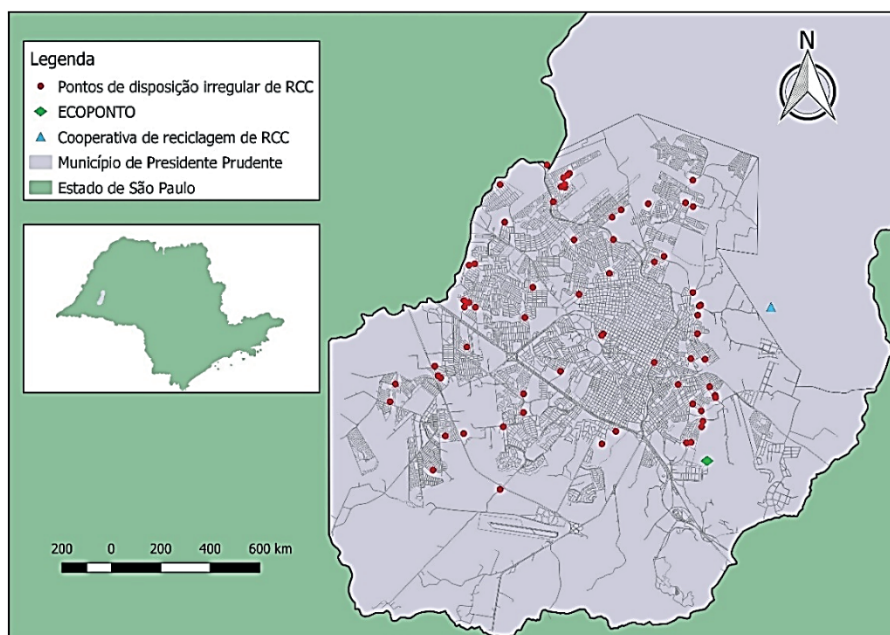 Legenda
Pontos de disposição irregular de RCC
ECOPONTO
Cooperativa de reciclagem de RCC
Município de Presidente Prudente
Estado de São Paulo
N
200 0 200 400 600 km